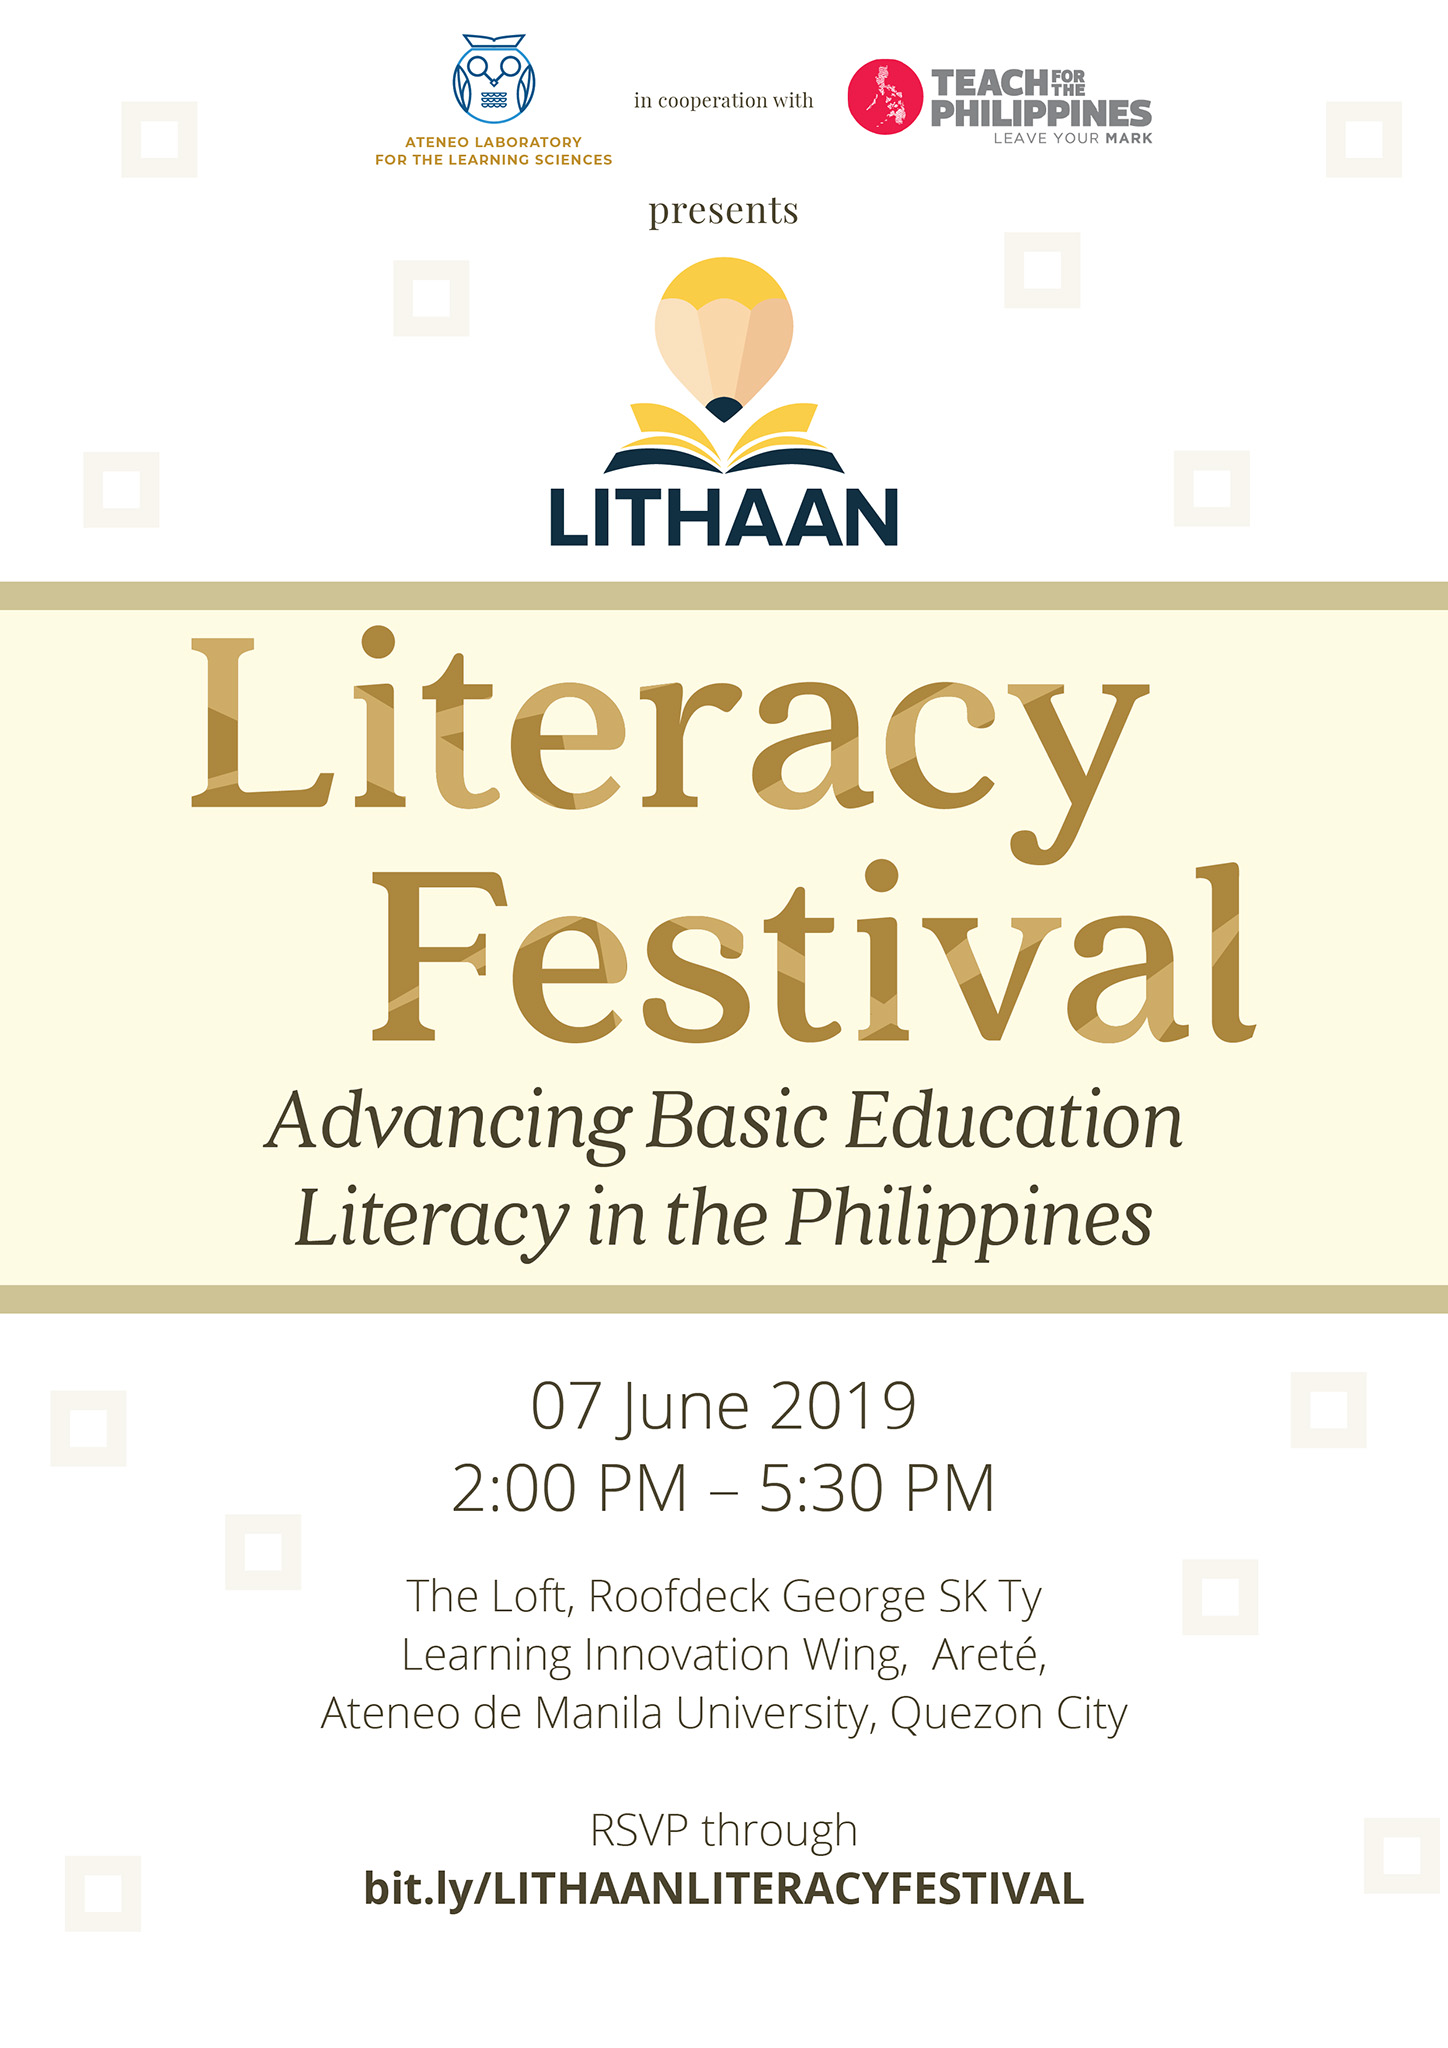 ATENEO LABORATORY
FOR THE LEARNING SCIENCES
in cooperation with
TEACH FOR THE
PHILIPPINES
LEAVE YOUR MARK
presents
LITHAAN
Literacy
Festival
Advancing Basic Education
Literacy in the Philippines
07 June 2019
2:00 PM – 5:30 PM
The Loft, Roofdeck George SK Ty
Learning Innovation Wing, Areté,
Ateneo de Manila University, Quezon City
RSVP through
bit.ly/LITHAANLITERACYFESTIVAL